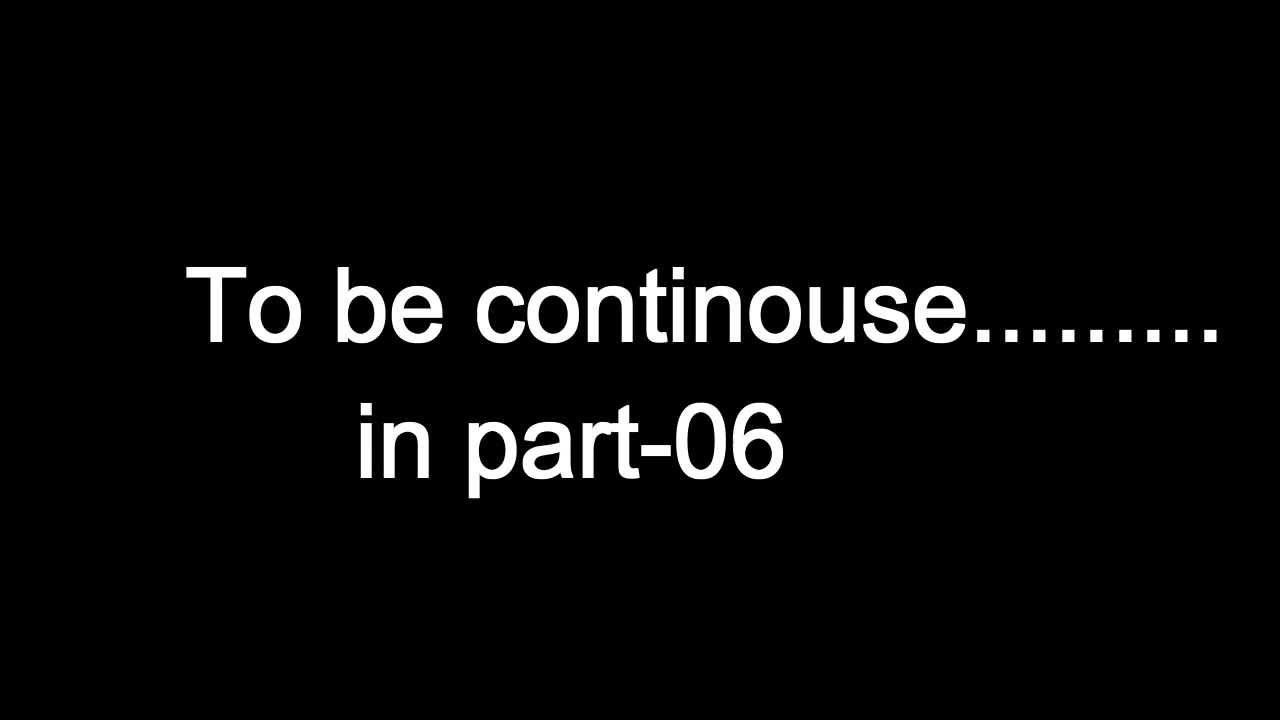 To be continouse.........
in part-06